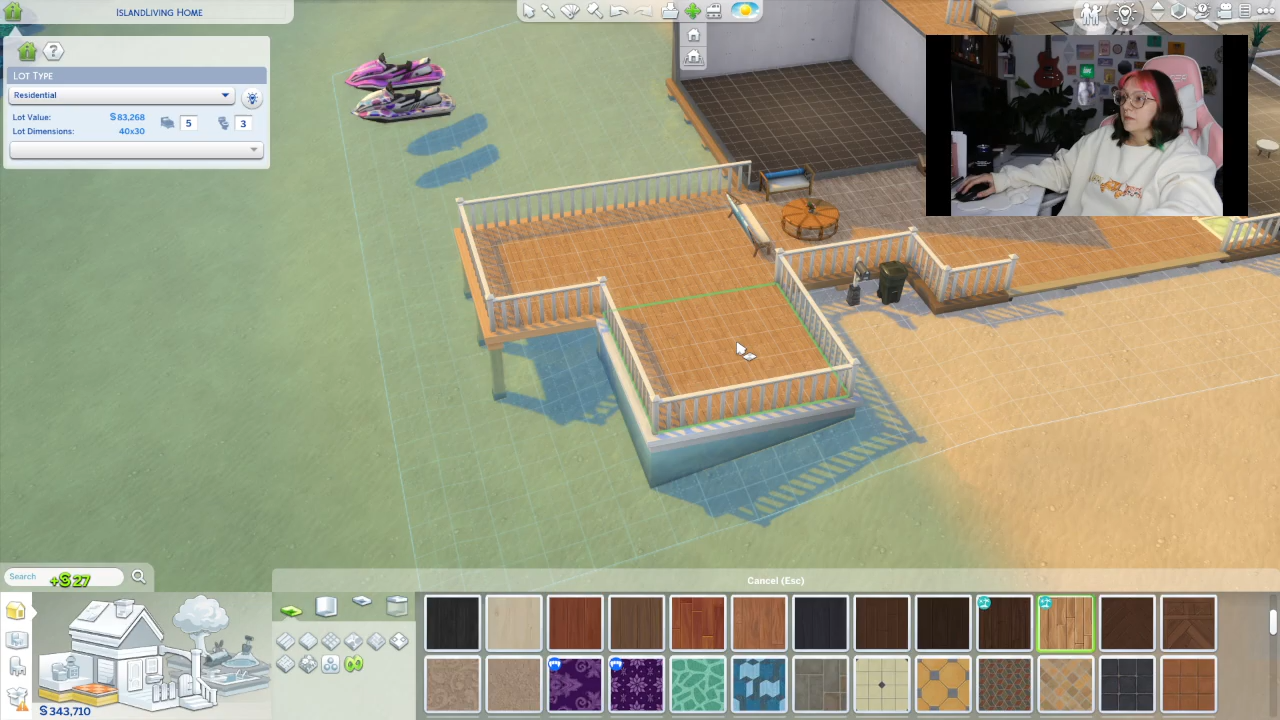 IslandLiving Home
?
Lot Type
Residential
Lot Value: §83,268
Lot Dimensions: 40x30
5
3
Cancel (Esc)
Search
+§27
§343,710